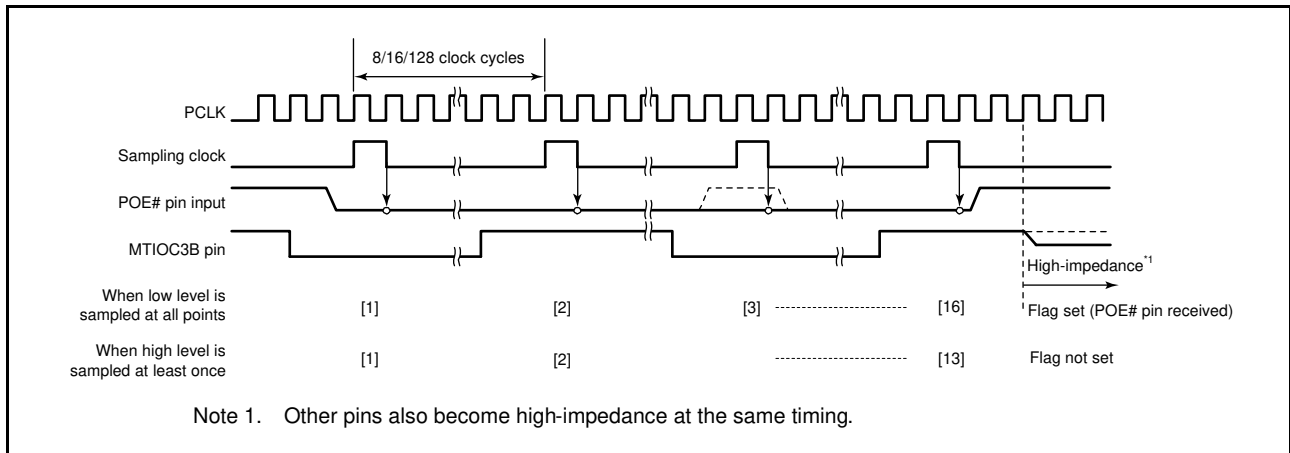 8/16/128 clock cycles
PCLK
Sampling clock
POE# pin input
MTIOC3B pin
High-impedance*1
When low level is
sampled at all points
[1] [2] [3] [16] Flag set (POE# pin received)
When high level is
sampled at least once
[1] [2] [13] Flag not set
Note 1. Other pins also become high-impedance at the same timing.